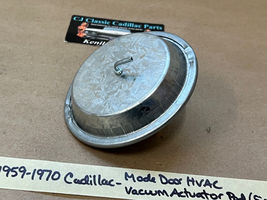 CJ Classic Cadillac Parts
1959-1970 Cadillac - Mode Door HVAC
Vacuum Actuator